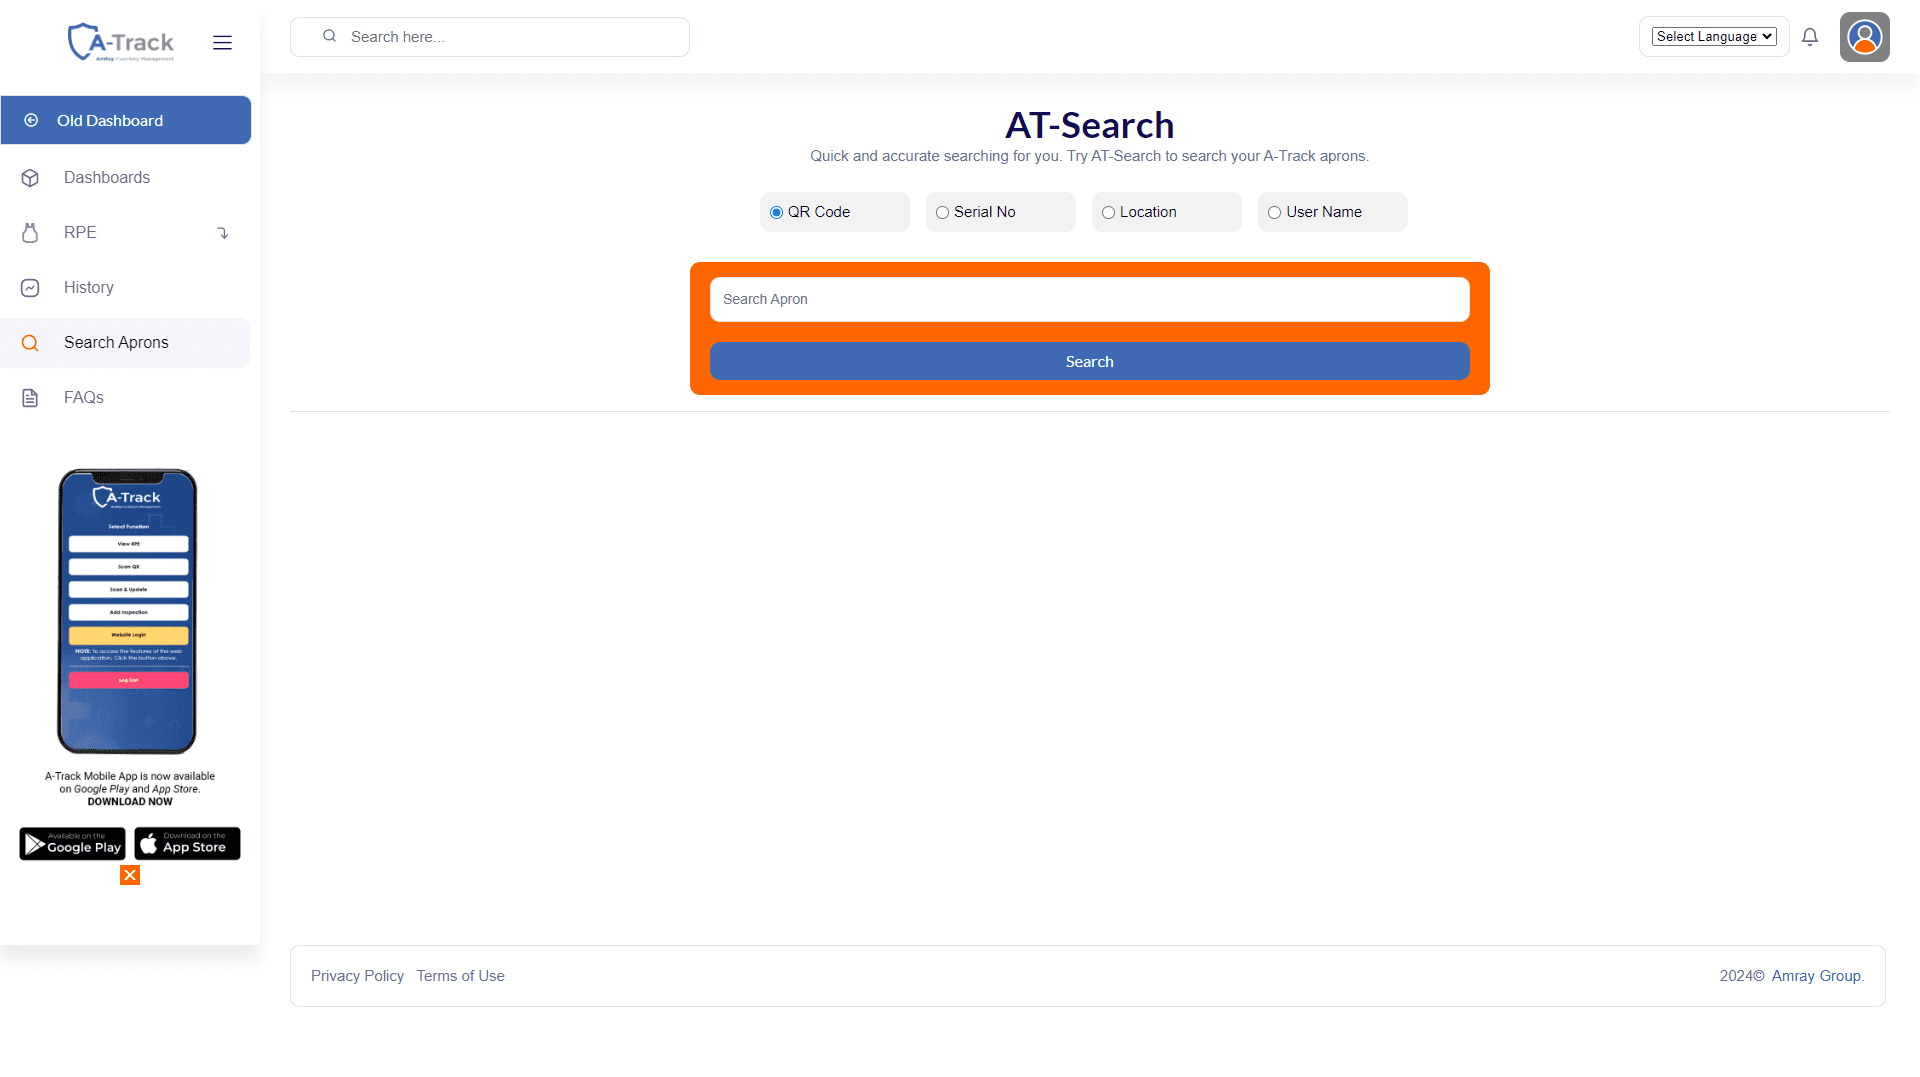 A-Track
AmRay Inventory Management
Search here...
Select Language
Old Dashboard
Dashboards
RPE
History
Search Aprons
FAQs
AT-Search
Quick and accurate searching for you. Try AT-Search to search your A-Track aprons.
QR Code
Serial No
Location
User Name
Search Apron
Search
A-Track
AmRay Inventory Management
Select Function
View RPE
Scan QR
Scan & Update
Add Inspection
Website Login
NOTE: To access the features of the web
application. Click the button above.
Log Out
A-Track Mobile App is now available
on Google Play and App Store.
DOWNLOAD NOW
Available on the
Google Play
Download on the
App Store
Privacy Policy Terms of Use
2024© Amray Group.